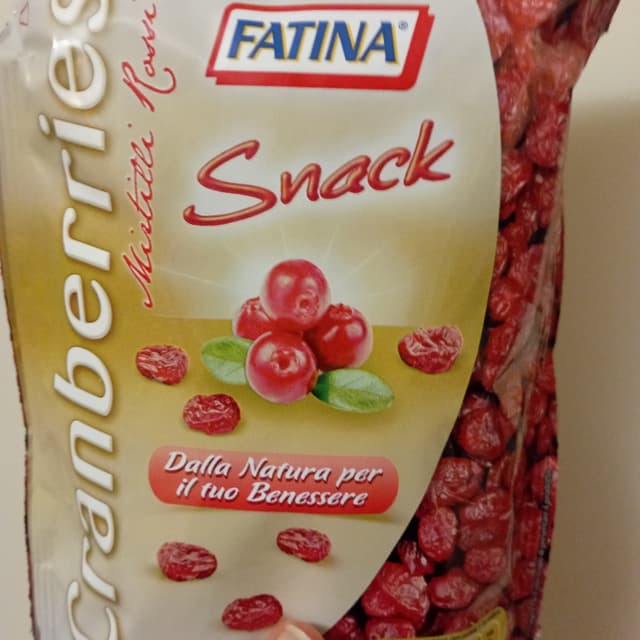 FATINA®
Snack
Cranberries
Mirtilli Rossi
Dalla Natura per
il tuo Benessere